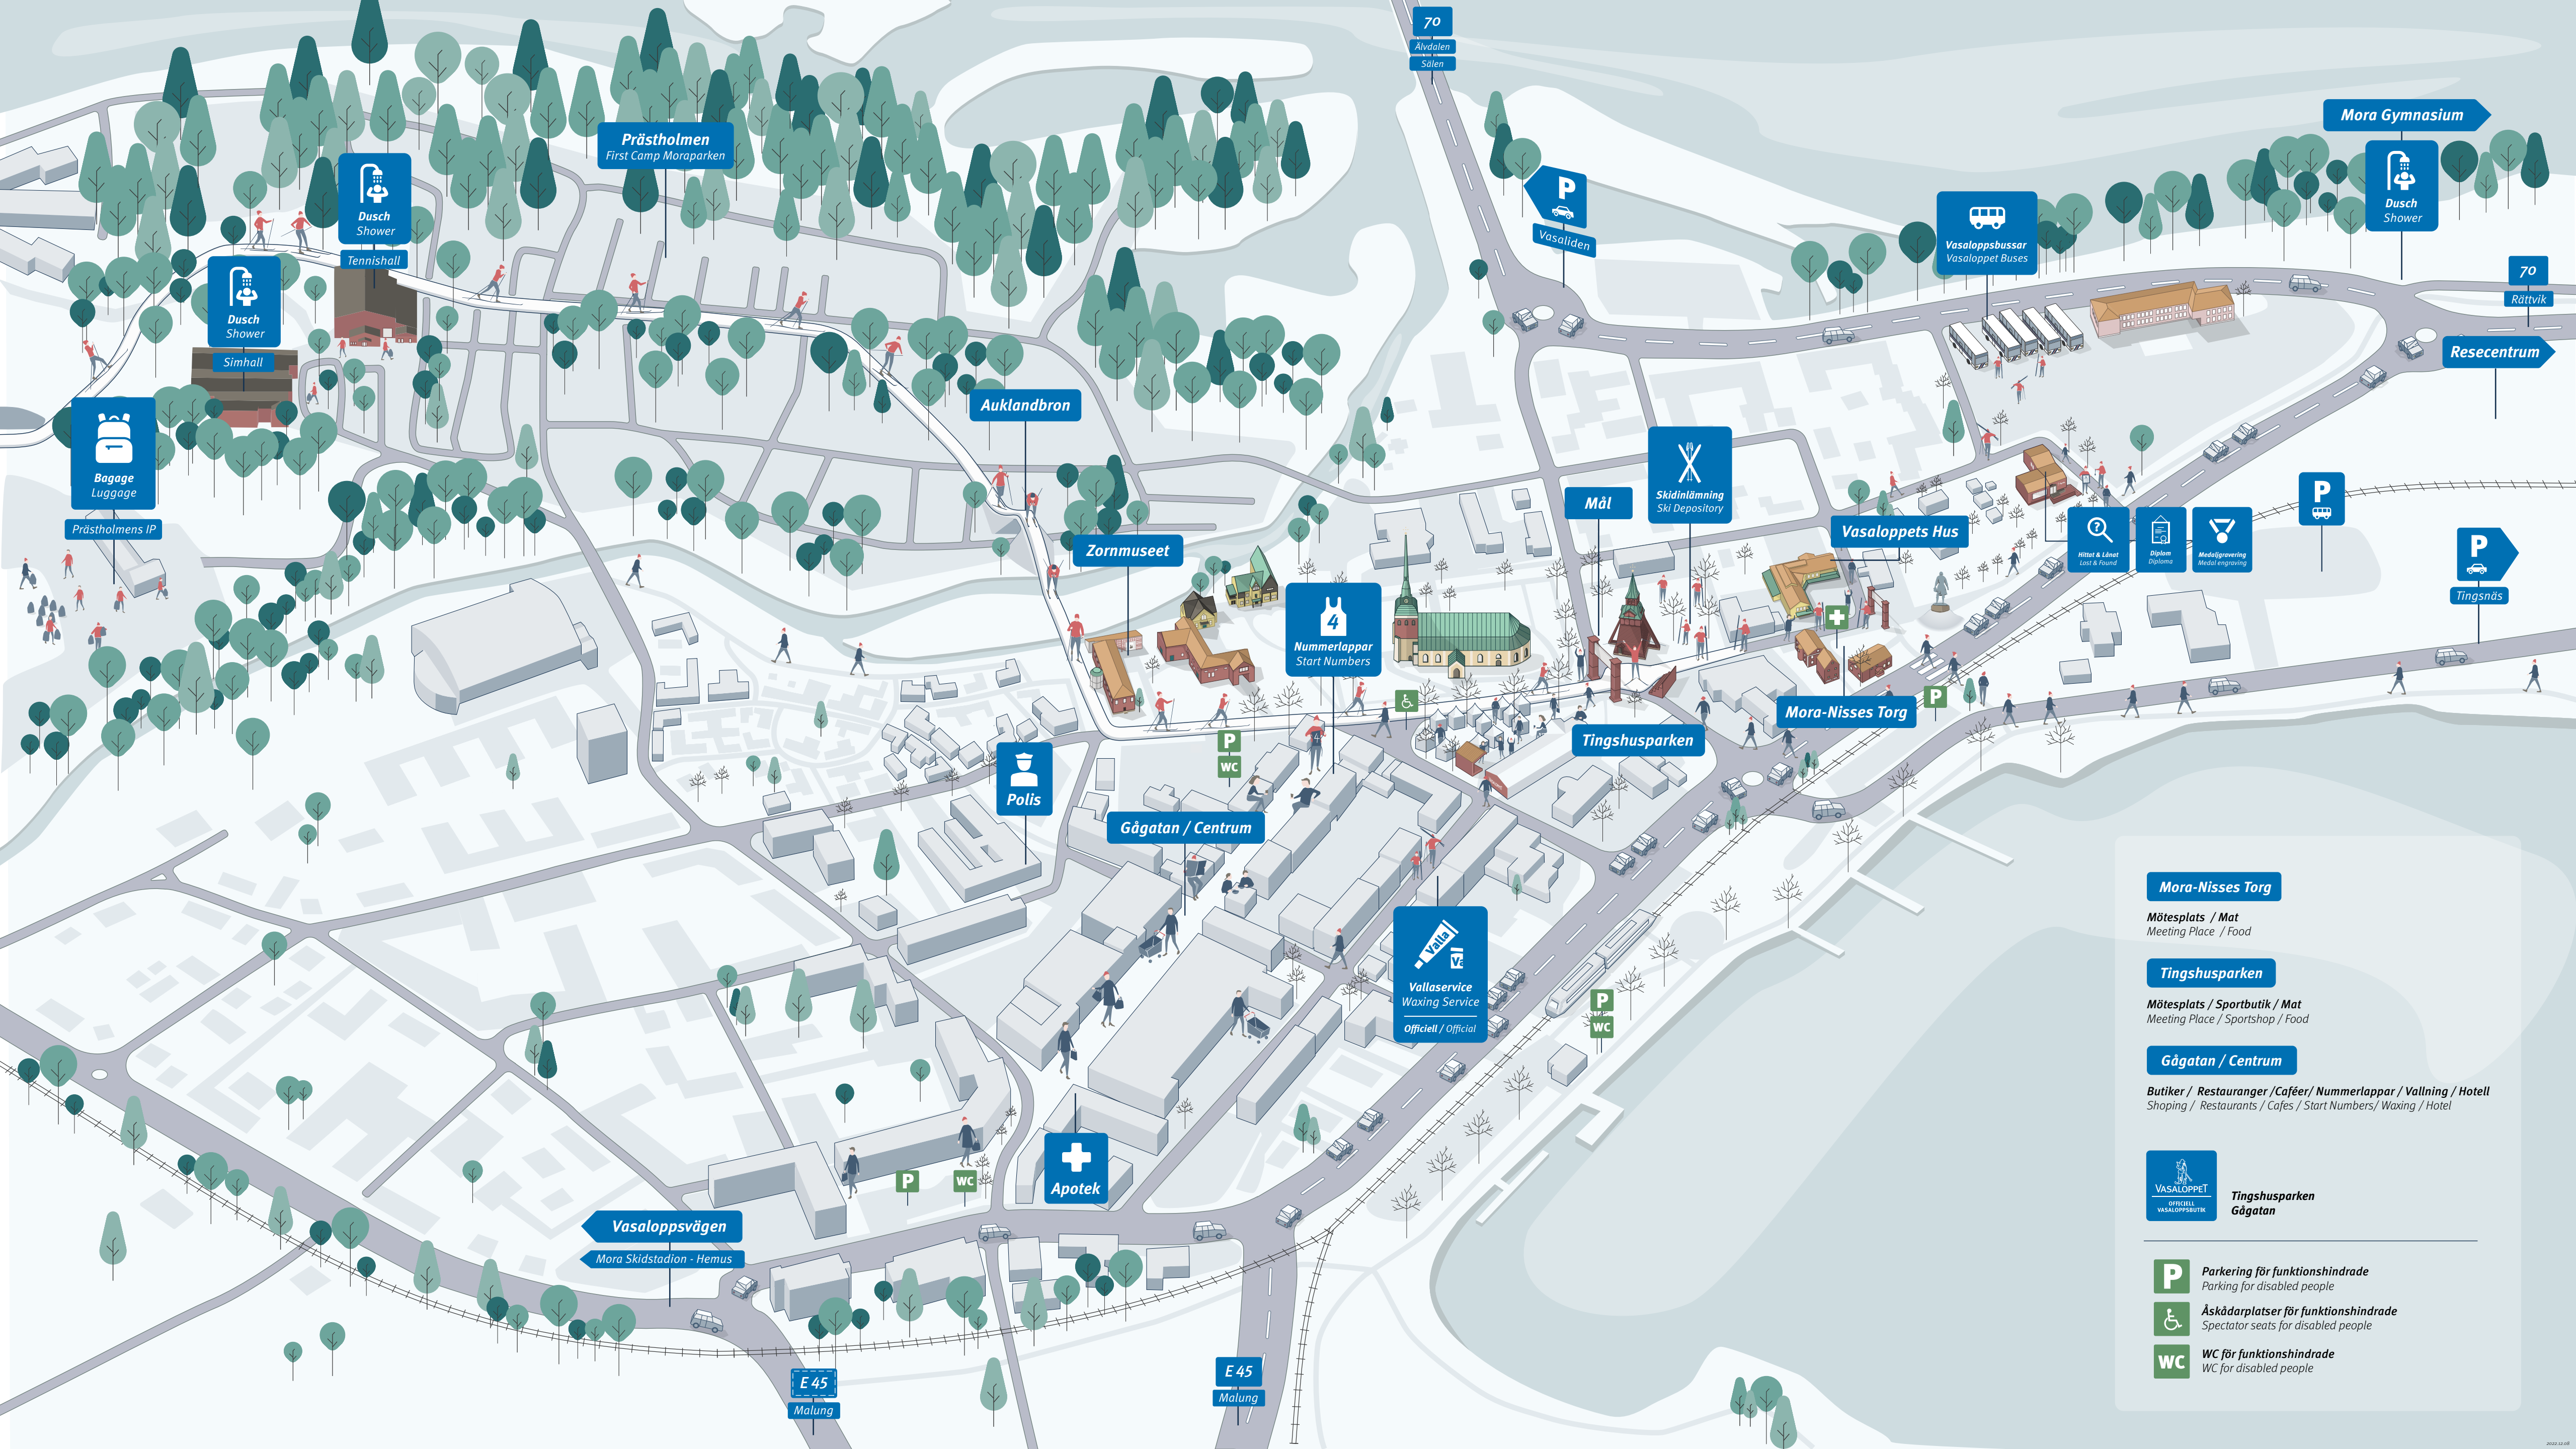 70
Älvdalen
Sälen
Mora Gymnasium
Dusch
Shower
Prästholmen
First Camp Moraparken
Dusch
Shower
Tennishall
P
Vasaliden
Vasaloppsbussar
Vasaloppet Buses
70
Rättvik
Dusch
Shower
Simhall
Resecentrum
Auklandbron
Bagage
Luggage
Prästholmens IP
Mål
Skidinlämning
Ski Depository
Vasaloppets Hus
P
?
Hittat & Lånat
Lost & Found
Diplom
Diploma
Medaljgravering
Medal engraving
P
Tingsnäs
Zornmuseet
4
Nummerlappar
Start Numbers
Mora-Nisses Torg
P
Tingshusparken
P
WC
Polis
Gågatan / Centrum
Valla
Va
Vallaservice
Waxing Service
Officiell / Official
P
WC
Apotek
P
WC
Vasaloppsvägen
Mora Skidstadion - Hemus
E 45
Malung
E 45
Malung
Mora-Nisses Torg
Mötesplats / Mat
Meeting Place / Food
Tingshusparken
Mötesplats / Sportbutik / Mat
Meeting Place / Sportshop / Food
Gågatan / Centrum
Butiker / Restauranger /Caféer/ Nummerlappar / Vallning / Hotell
Shoping / Restaurants / Cafes / Start Numbers/ Waxing / Hotel
VASALOPPET
OFFICIELL
VASALOPPSBUTIK
Tingshusparken
Gågatan
P
Parkering för funktionshindrade
Parking for disabled people
Åskådarplatser för funktionshindrade
Spectator seats for disabled people
WC
WC för funktionshindrade
WC for disabled people